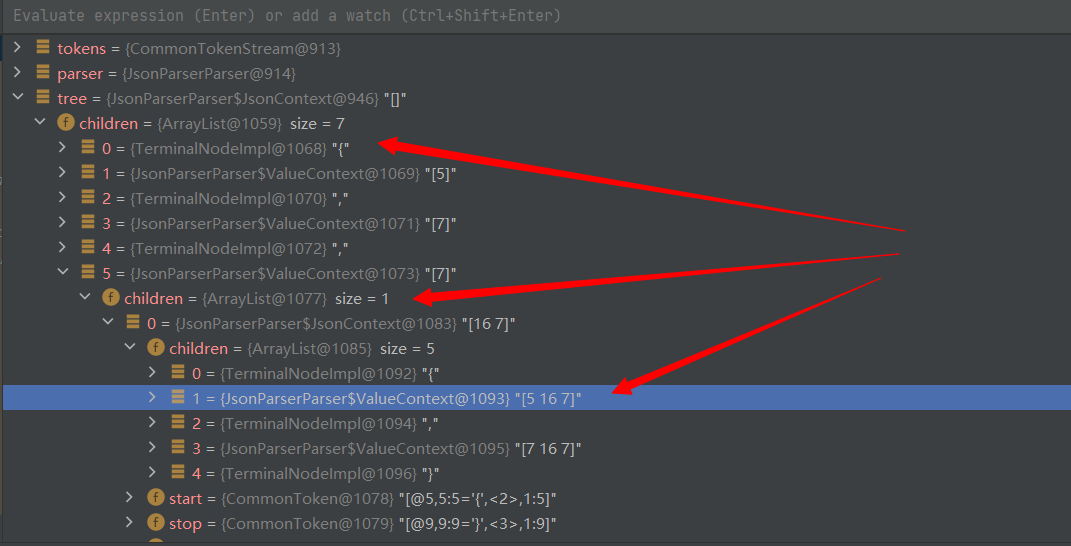 Evaluate expression (Enter) or add a watch (Ctrl+Shift+Enter)
tokens = {CommonTokenStream@913}
parser = {JsonParserParser@914}
tree = {JsonParserParser$JsonContext@946} "[]"
f children = {ArrayList@1059} size = 7
0 = {TerminalNodeImpl@1068} "{"
1 = {JsonParserParser$ValueContext@1069} "[5]"
2 = {TerminalNodeImpl@1070} ","
3 = {JsonParserParser$ValueContext@1071} "[7]"
4 = {TerminalNodeImpl@1072} ","
5 = {JsonParserParser$ValueContext@1073} "[7]"
f children = {ArrayList@1077} size = 1
0 = {JsonParserParser$JsonContext@1083} "[16 7]"
f children = {ArrayList@1085} size = 5
0 = {TerminalNodeImpl@1092} "{"
1 = {JsonParserParser$ValueContext@1093} "[5 16 7]"
2 = {TerminalNodeImpl@1094} ","
3 = {JsonParserParser$ValueContext@1095} "[7 16 7]"
4 = {TerminalNodeImpl@1096} "}"
f start = {CommonToken@1078} "[@5,5:5='{',<2>,1:5]"
f stop = {CommonToken@1079} "[@9,9:9='}',<3>,1:9]"